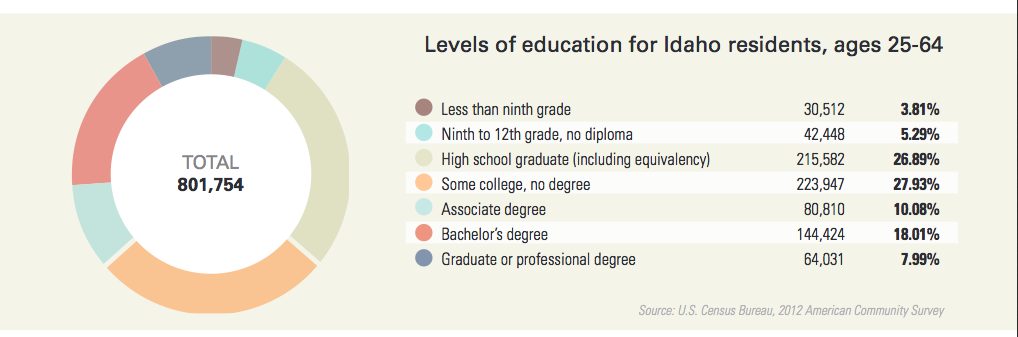 Levels of education for Idaho residents, ages 25-64
TOTAL
801,754
Less than ninth grade 30,512 3.81%
Ninth to 12th grade, no diploma 42,448 5.29%
High school graduate (including equivalency) 215,582 26.89%
Some college, no degree 223,947 27.93%
Associate degree 80,810 10.08%
Bachelor's degree 144,424 18.01%
Graduate or professional degree 64,031 7.99%
Source: U.S. Census Bureau, 2012 American Community Survey